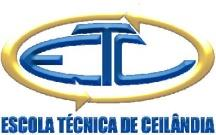 ETC
ESCOLA TÉCNICA DE CEILÂNDIA